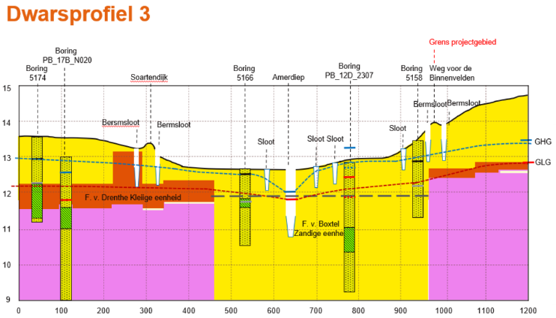 Dwarsprofiel 3
Grens projectgebied
Boring
5174
Boring
PB_17B_N020
Soartendijk
Boring
5166
Amerdiep
Boring
PB_12D_2307
Boring
5158
Weg voor de
Binnenvelden
Bersmsloot
Bermsloot
Sloot
Sloot
Sloot
Sloot
Bermsloot
Bermsloot
GHG
GLG
F. v. Drenthe Kleiige eenheid
F. v. Boxtel
Zandige eenhe
15
14
13
12
11
10
9
0
100
200
300
400
500
600
700
800
900
1000
1100
1200